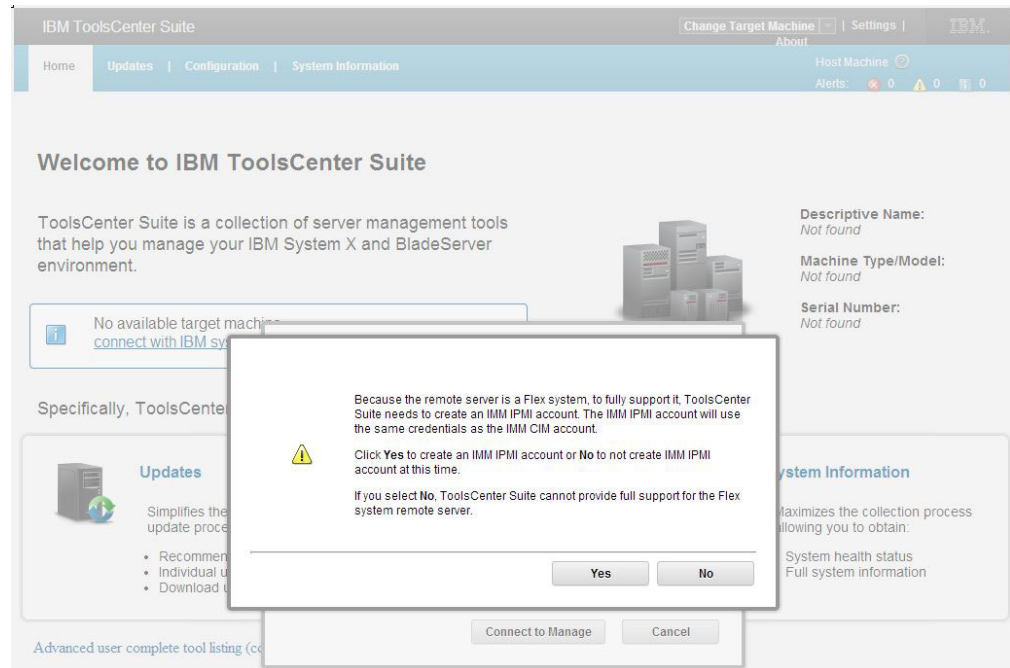 IBM ToolsCenter Suite
Change Target Machine | Settings |
About
IBM.
Home Updates | Configuration | System Information
Host Machine ?
Alerts: 0 0 0
Welcome to IBM ToolsCenter Suite
ToolsCenter Suite is a collection of server management tools
that help you manage your IBM System X and BladeServer
environment.
Descriptive Name:
Not found
Machine Type/Model:
Not found
Serial Number:
Not found
No available target machine
connect with IBM sys
Specifically, ToolsCenter
Because the remote server is a Flex system, to fully support it, ToolsCenter
Suite needs to create an IMM IPMI account. The IMM IPMI account will use
the same credentials as the IMM CIM account.
Click Yes to create an IMM IPMI account or No to not create IMM IPMI
account at this time.
If you select No, ToolsCenter Suite cannot provide full support for the Flex
system remote server.
Yes No
Updates
Simplifies the
update proce
• Recommen
• Individual u
• Download u
ystem Information
Maximizes the collection process
allowing you to obtain:
System health status
Full system information
Connect to Manage Cancel
Advanced user complete tool listing (co